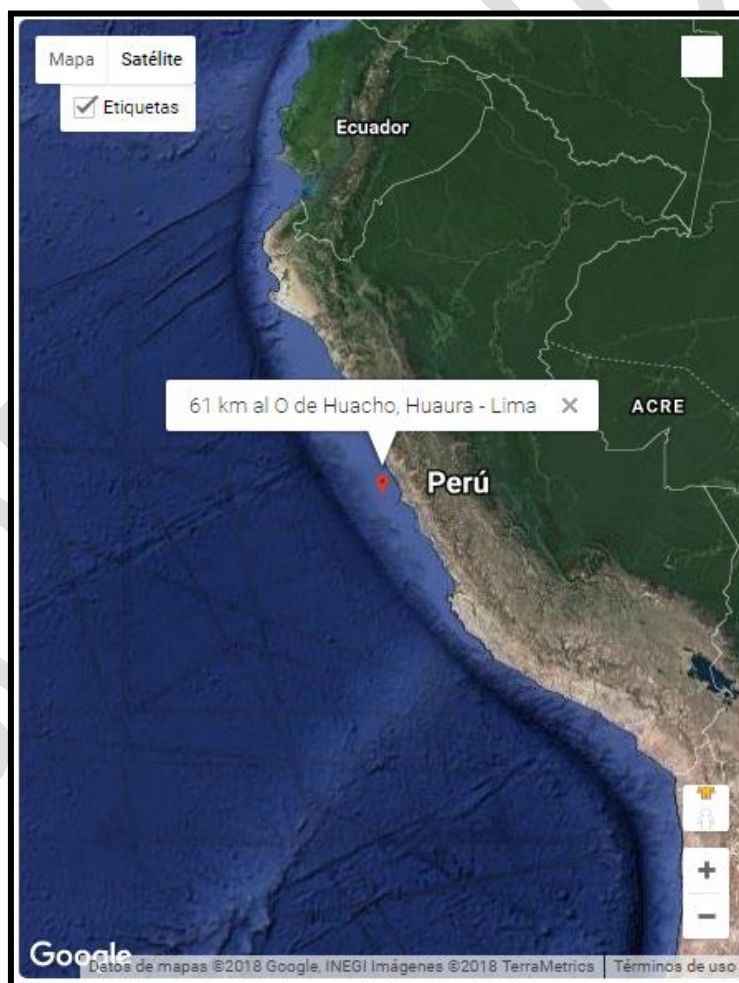 Mapa Satélite
Etiquetas
Ecuador
61 km al O de Huacho, Huaura - Lima ×
ACRE
Perú
+
−
Google
Datos de mapas ©2018 Google, INEGI Imágenes ©2018 TerraMetrics Términos de uso